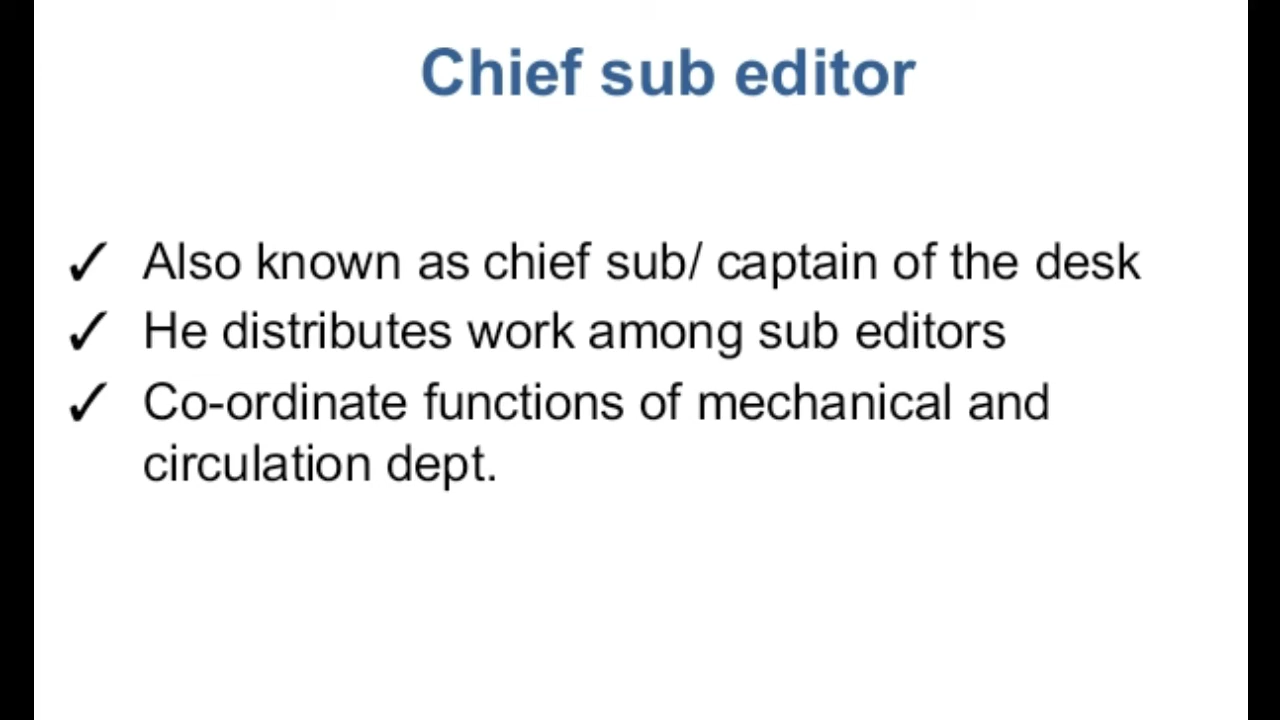 Chief sub editor
✓ Also known as chief sub/ captain of the desk
✓ He distributes work among sub editors
✓ Co-ordinate functions of mechanical and
circulation dept.